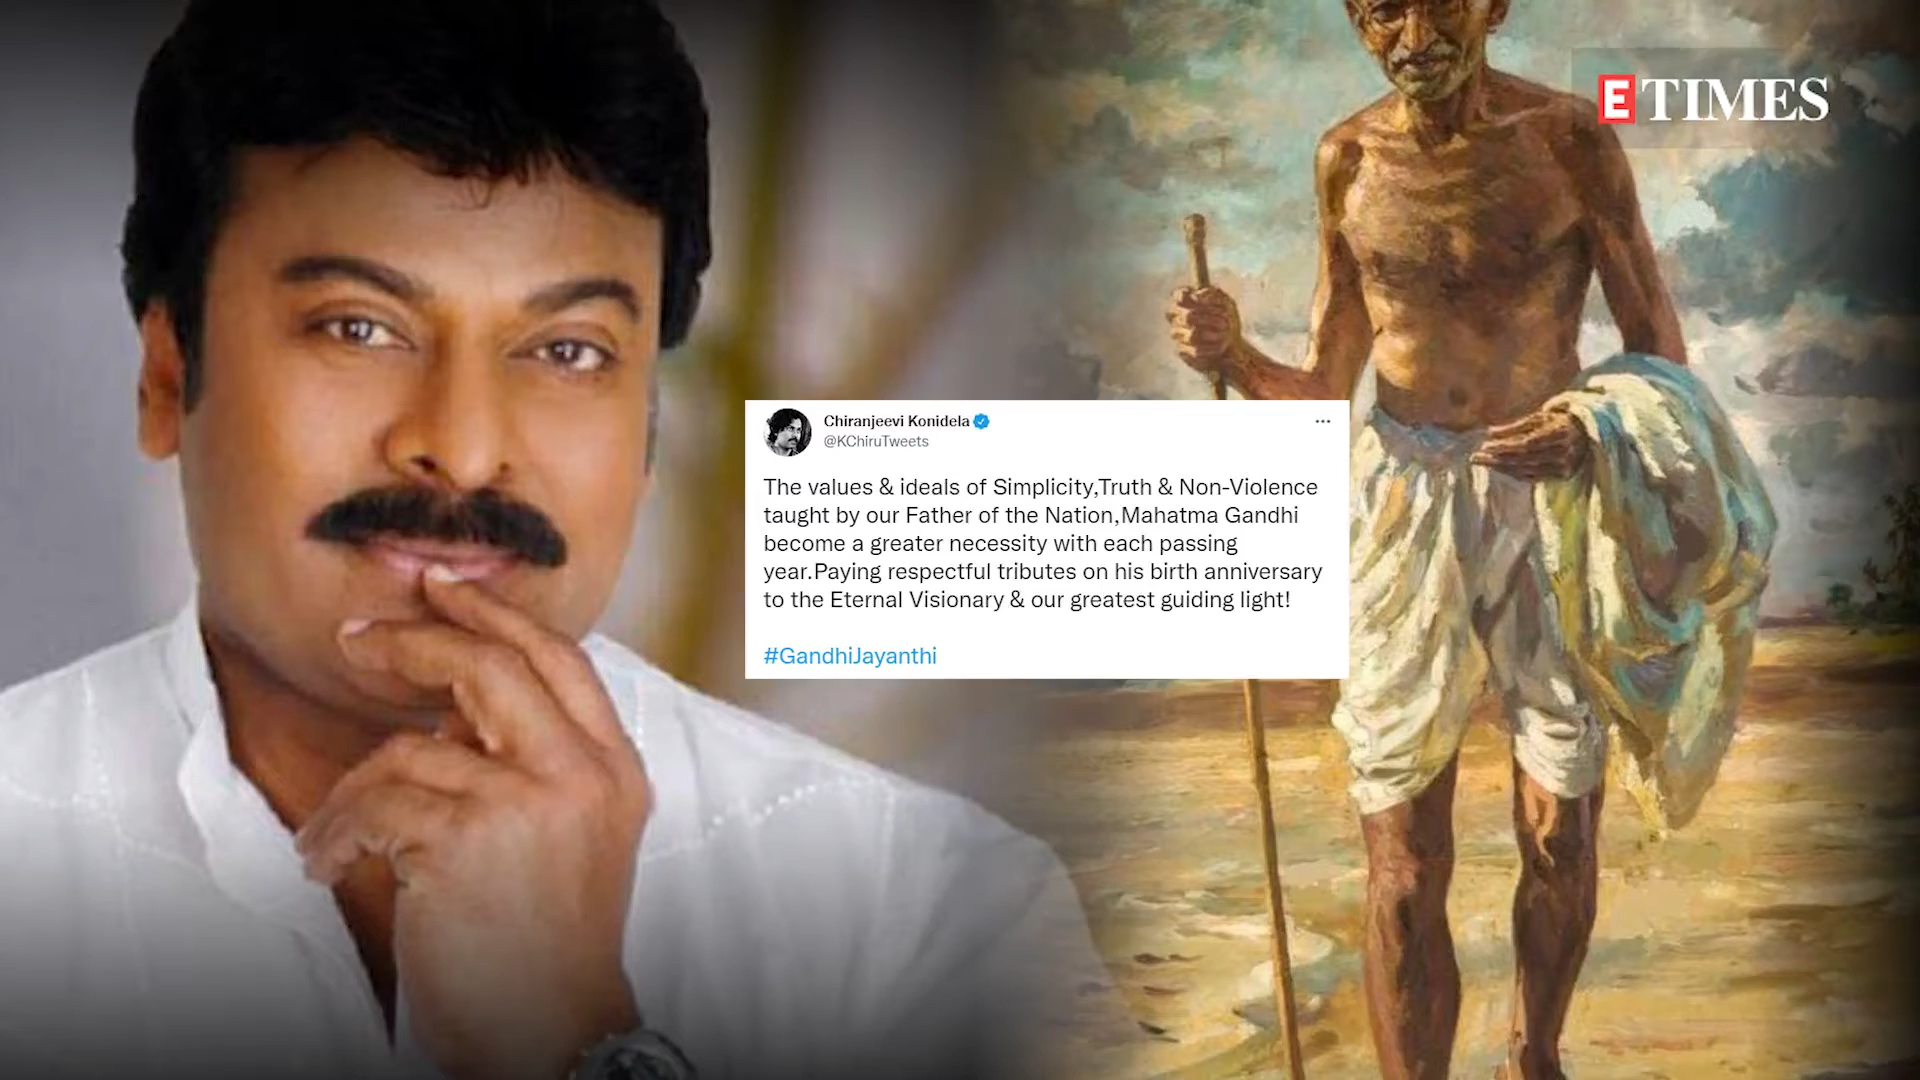 E TIMES
Chiranjeevi Konidela
@KChiruTweets
The values & ideals of Simplicity,Truth & Non-Violence
taught by our Father of the Nation,Mahatma Gandhi
become a greater necessity with each passing
year.Paying respectful tributes on his birth anniversary
to the Eternal Visionary & our greatest guiding light!
#GandhiJayanthi